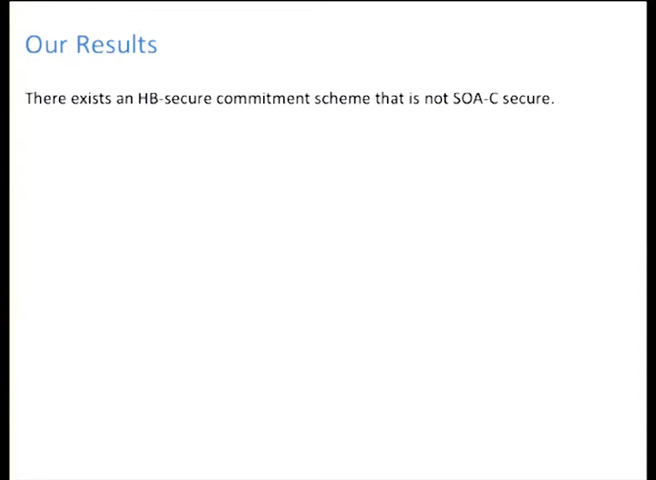 Our Results
There exists an HB-secure commitment scheme that is not SOA-C secure.